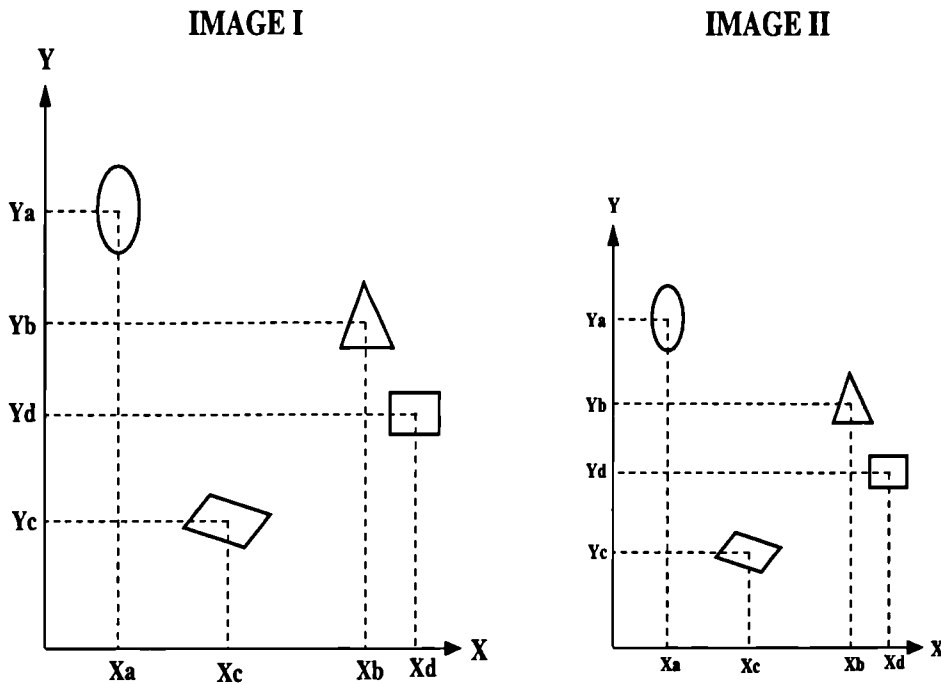 IMAGE I
Y
Ya
Yb
Yd
Yc
Xa
Xc
Xb
Xd
X
IMAGE II
Y
Ya
Yb
Yd
Yc
Xa
Xc
Xb
Xd
X